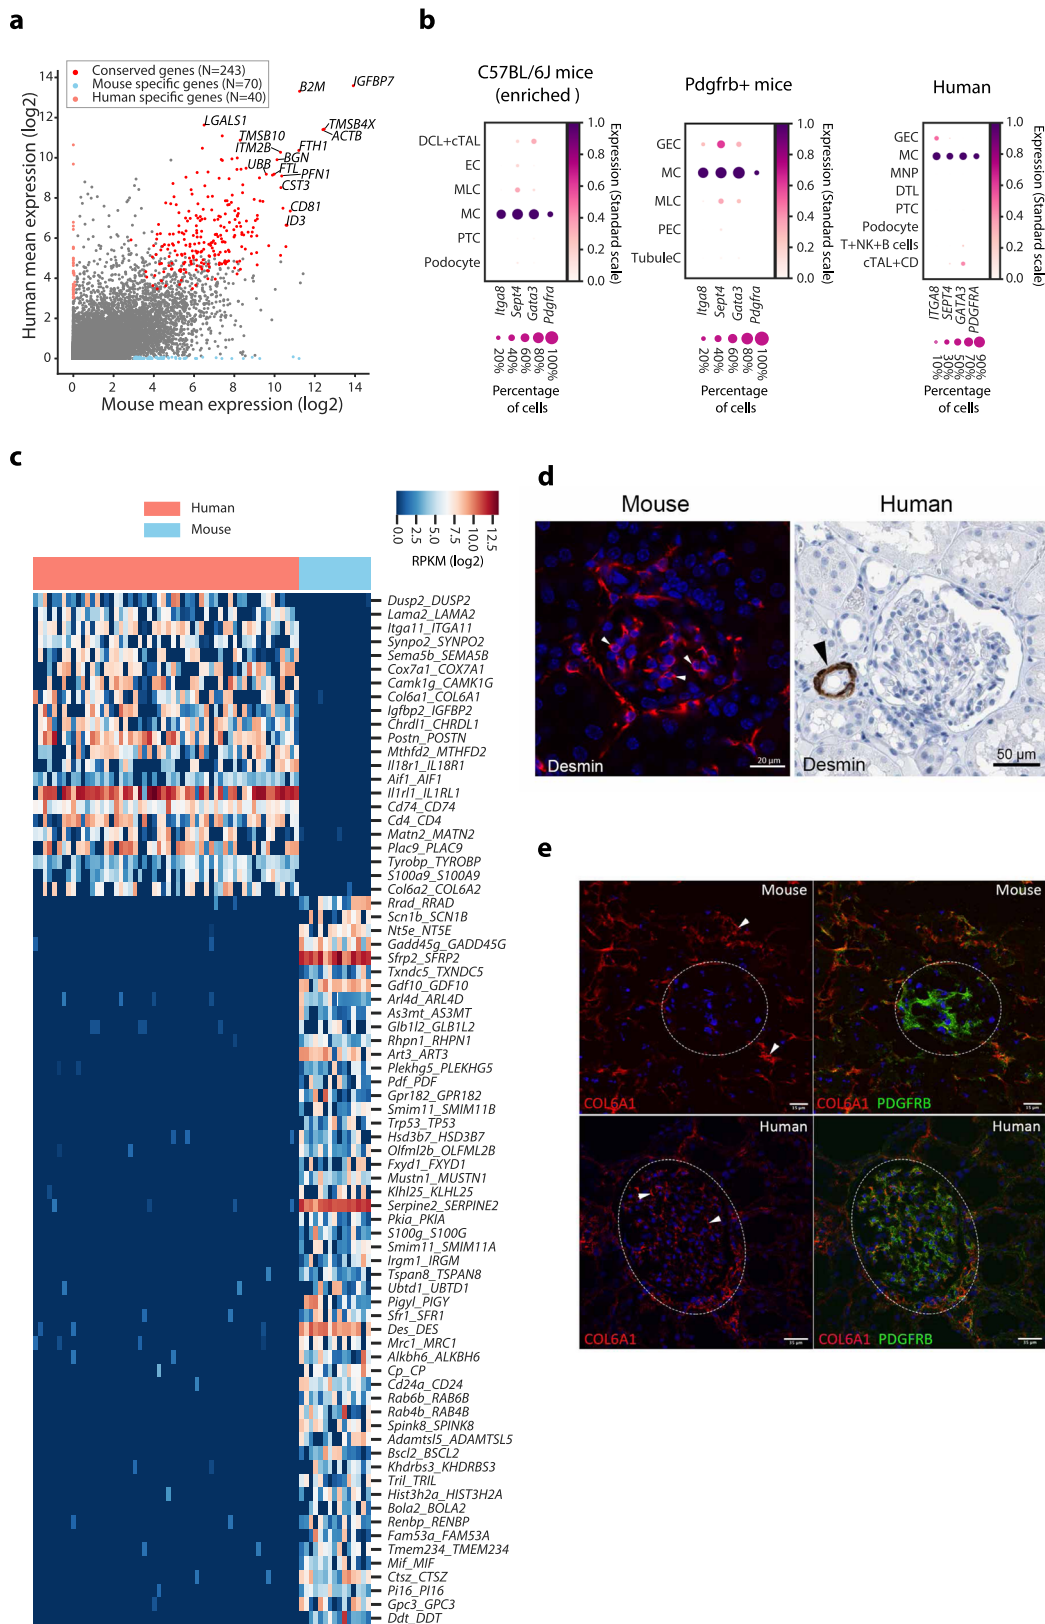 a
Human mean expression (log2)
14
12
10
8
6
4
2
0
0 2 4 6 8 10 12 14
Mouse mean expression (log2)
Conserved genes (N=243)
Mouse specific genes (N=70)
Human specific genes (N=40)
B2M
IGFBP7
LGALS1
TMSB4X
ACTB
TMSB10
ITM2B
FTH1
BGN
UBB
FTL
PFN1
CST3
CD81
ID3
b
C57BL/6J mice
(enriched )
DCL+cTAL
EC
MLC
MC
PTC
Podocyte
Itga8
Sept4
Gata3
Pdgfra
1.0
0.8
0.6
0.4
0.2
0.0
Expression (Standard scale)
20%
40%
60%
80%
100%
Percentage
of cells
Pdgfrb+ mice
GEC
MC
MLC
PEC
TubuleC
Itga8
Sept4
Gata3
Pdgfra
1.0
0.8
0.6
0.4
0.2
0.0
Expression (Standard scale)
20%
40%
60%
80%
100%
Percentage
of cells
Human
GEC
MC
MNP
DTL
PTC
Podocyte
T+NK+B cells
cTAL+CD
ITGA8
SEPT4
GATA3
PDGFRA
1.0
0.8
0.6
0.4
0.2
0.0
Expression (Standard scale)
10%
30%
50%
70%
90%
Percentage
of cells
c
Human
Mouse
0.0
2.5
5.0
7.5
10.0
12.5
RPKM (log2)
Dusp2_DUSP2
Lama2_LAMA2
Itga11_ITGA11
Synpo2_SYNPO2
Sema5b_SEMA5B
Cox7a1_COX7A1
Camk1g_CAMK1G
Col6a1_COL6A1
Igfbp2_IGFBP2
Chrdl1_CHRDL1
Postn_POSTN
Mthfd2_MTHFD2
Il18r1_IL18R1
Aif1_AIF1
Il1rl1_IL1RL1
Cd74_CD74
Cd4_CD4
Matn2_MATN2
Plac9_PLAC9
Tyrobp_TYROBP
S100a9_S100A9
Col6a2_COL6A2
Rrad_RRAD
Scn1b_SCN1B
Nt5e_NT5E
Gadd45g_GADD45G
Sfrp2_SFRP2
Txndc5_TXNDC5
Gdf10_GDF10
Arl4d_ARL4D
As3mt_AS3MT
Glb1l2_GLB1L2
Rhpn1_RHPN1
Art3_ART3
Plekhg5_PLEKHG5
Pdf_PDF
Gpr182_GPR182
Smim11_SMIM11B
Trp53_TP53
Hsd3b7_HSD3B7
Olfml2b_OLFML2B
Fxyd1_FXYD1
Mustn1_MUSTN1
Klhl25_KLHL25
Serpine2_SERPINE2
Pkia_PKIA
S100g_S100G
Smim11_SMIM11A
Irgm1_IRGM
Tspan8_TSPAN8
Ubtd1_UBTD1
Pigyl_PIGY
Sfr1_SFR1
Des_DES
Mrc1_MRC1
Alkbh6_ALKBH6
Cp_CP
Cd24a_CD24
Rab6b_RAB6B
Rab4b_RAB4B
Spink8_SPINK8
Adamtsl5_ADAMTSL5
Bscl2_BSCL2
Khdrbs3_KHDRBS3
Tril_TRIL
Hist3h2a_HIST3H2A
Bola2_BOLA2
Renbp_RENBP
Fam53a_FAM53A
Tmem234_TMEM234
Mif_MIF
Ctsz_CTSZ
Pi16_PI16
Gpc3_GPC3
Ddt_DDT
d
Mouse
Human
Desmin
20 µm
Desmin
50 µm
e
Mouse
COL6A1
15 µm
Mouse
COL6A1 PDGFRB
15 µm
Human
COL6A1
15 µm
Human
COL6A1 PDGFRB
15 µm